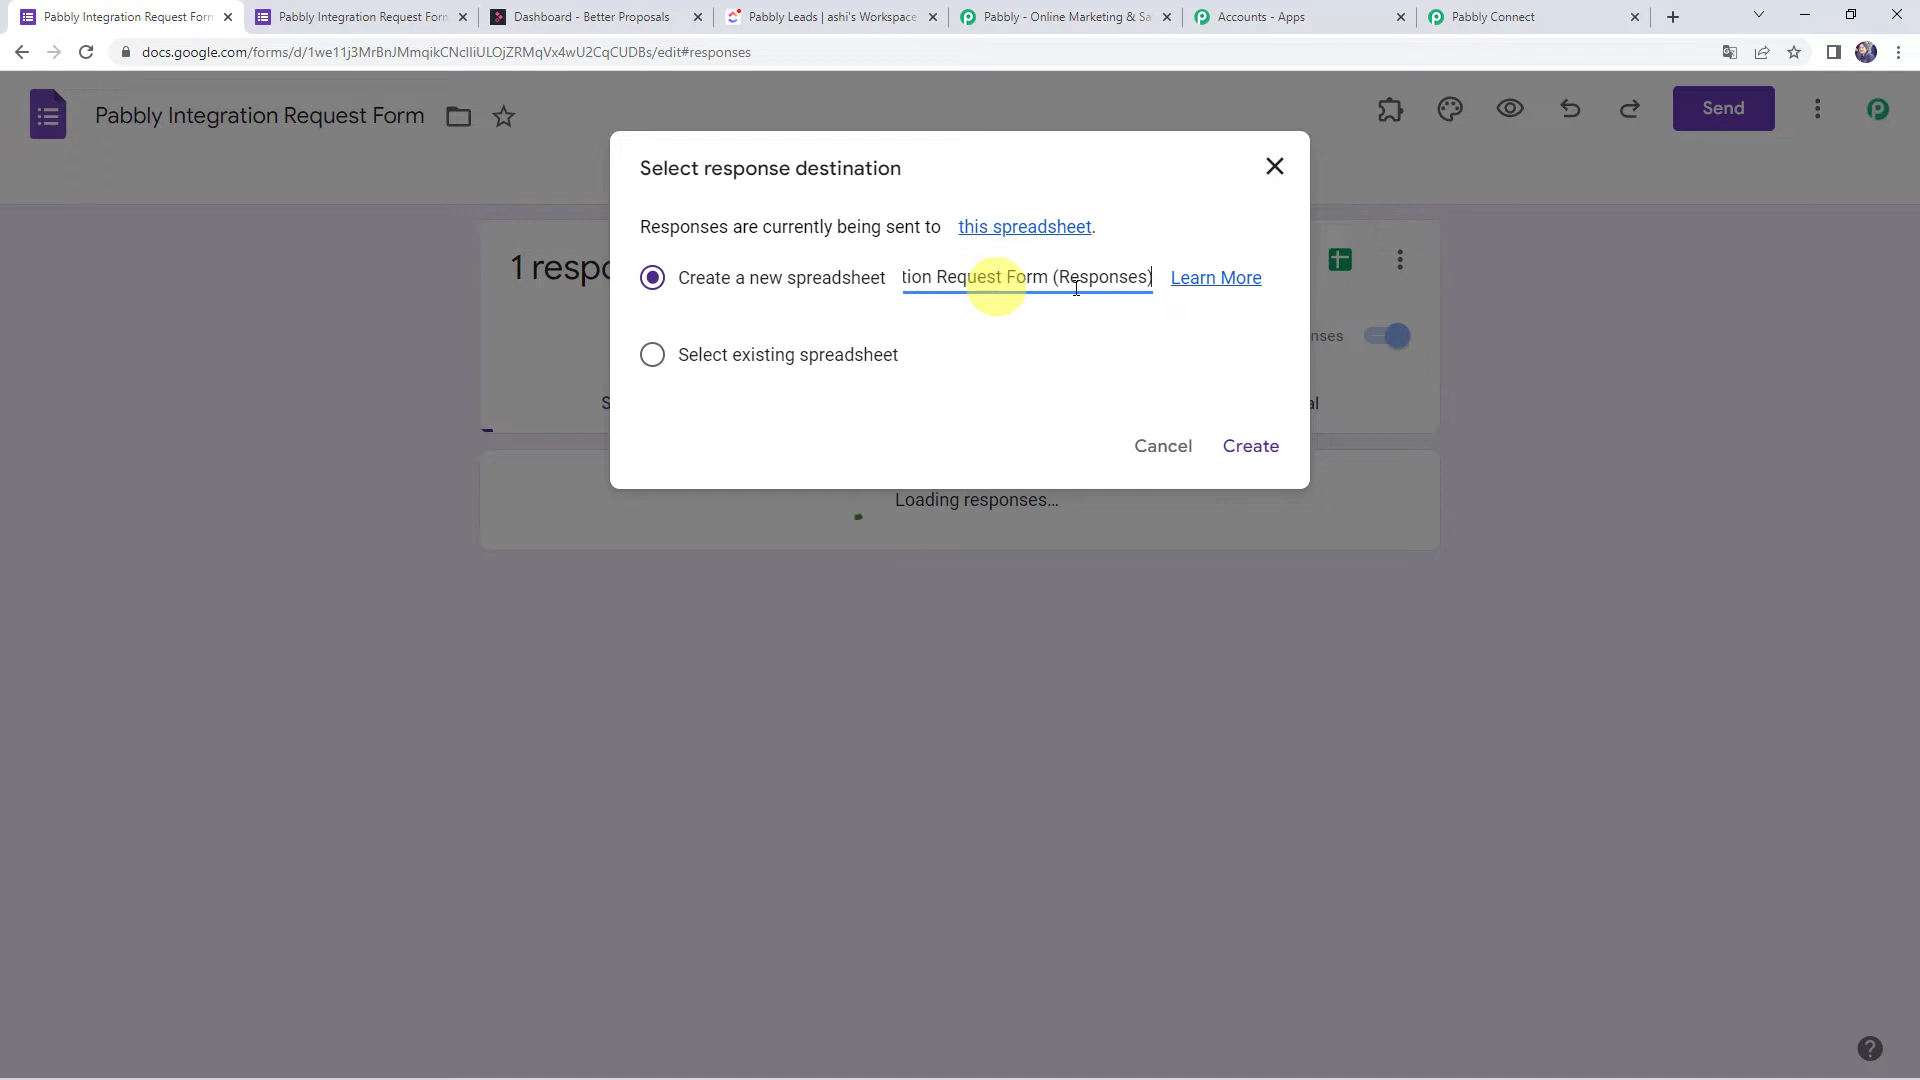 Pabbly Integration Request Form
Pabbly Integration Request Form
Dashboard - Better Proposals
Pabbly Leads | ashi's Workspace
Pabbly - Online Marketing & Sa
Accounts - Apps
Pabbly Connect
docs.google.com/forms/d/1we11j3MrBnJMmqikCNclIiULOjZRMqVx4wU2CqCUDBs/edit#responses
Pabbly Integration Request Form
Send
Select response destination
Responses are currently being sent to this spreadsheet.
1 respo
Create a new spreadsheet tion Request Form (Responses) Learn More
nses
Select existing spreadsheet
S
al
Cancel Create
Loading responses...